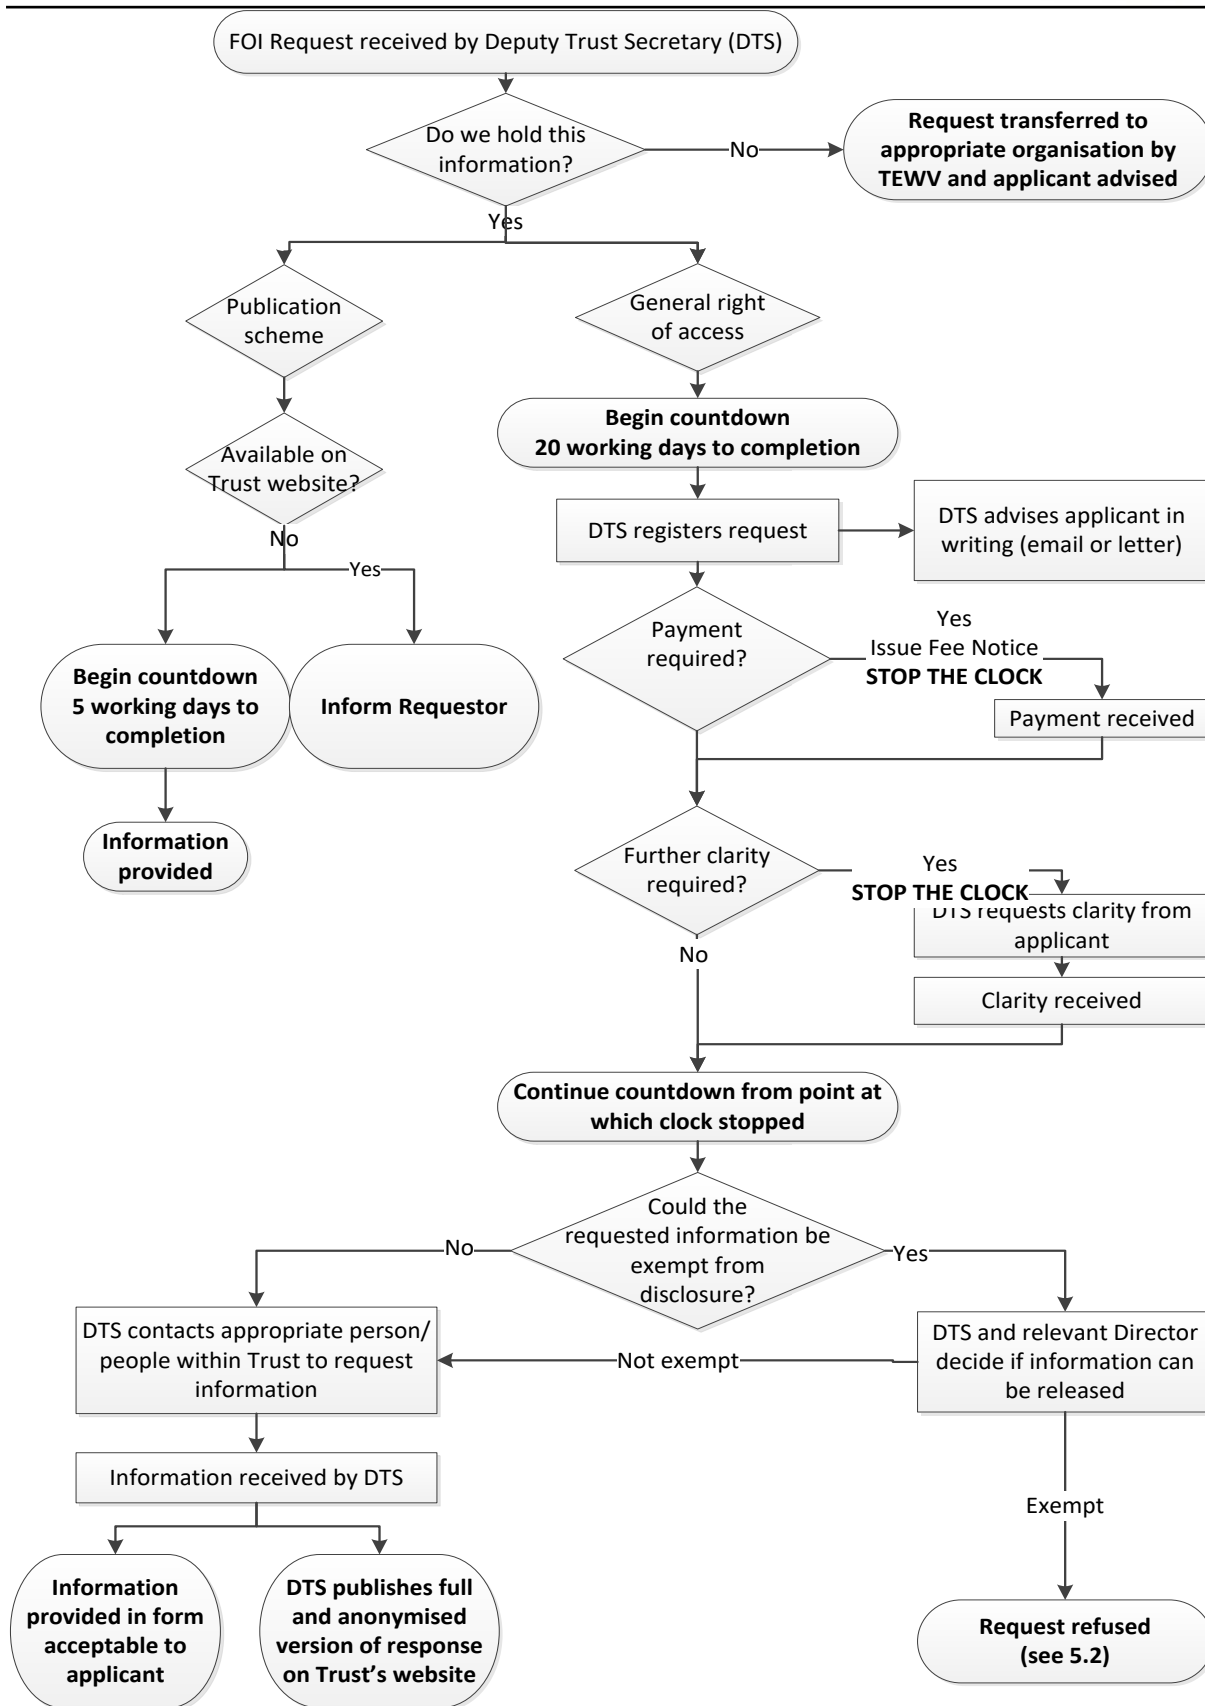 FOI Request received by Deputy Trust Secretary (DTS)
Do we hold this
information?
No
Request transferred to
appropriate organisation by
TEWV and applicant advised
Yes
Publication
scheme
General right
of access
Available on
Trust website?
Begin countdown
20 working days to completion
DTS registers request
DTS advises applicant in
writing (email or letter)
No
Yes
Begin countdown
5 working days to
completion
Inform Requestor
Payment
required?
Yes
Issue Fee Notice
STOP THE CLOCK
Payment received
Information
provided
Further clarity
required?
Yes
STOP THE CLOCK
DTS requests clarity from
applicant
No
Clarity received
Continue countdown from point at
which clock stopped
Could the
requested information be
exempt from
disclosure?
No
Yes
DTS contacts appropriate person/
people within Trust to request
information
Not exempt
DTS and relevant Director
decide if information can
be released
Information received by DTS
Exempt
Information
provided in form
acceptable to
applicant
DTS publishes full
and anonymised
version of response
on Trust's website
Request refused
(see 5.2)